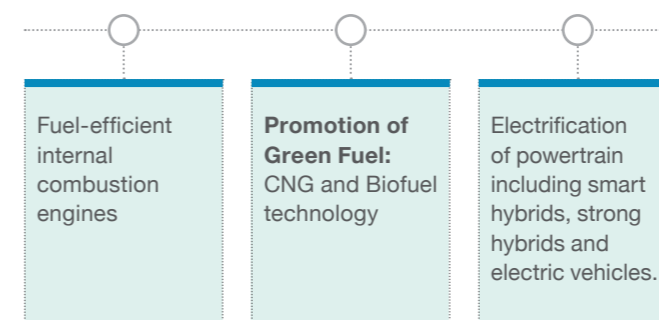 Fuel-efficient
internal
combustion
engines
Promotion of
Green Fuel:
CNG and Biofuel
technology
Electrification
of powertrain
including smart
hybrids, strong
hybrids and
electric vehicles.